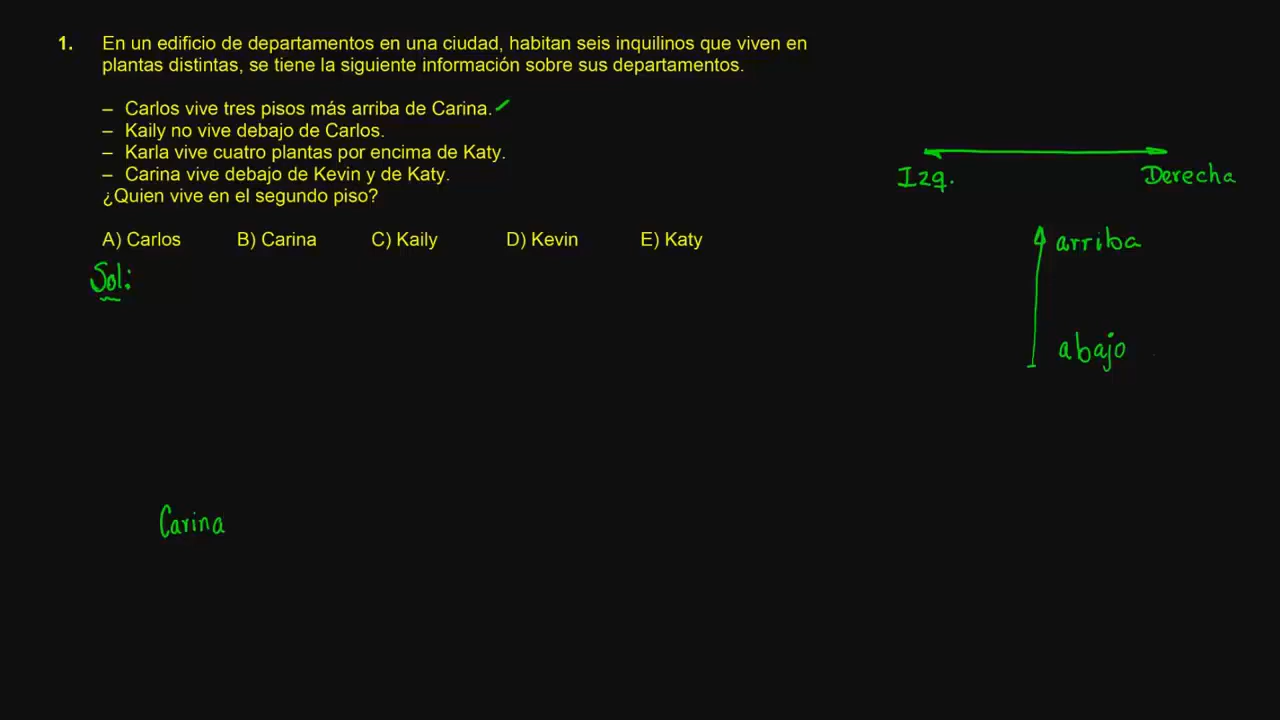 1. En un edificio de departamentos en una ciudad, habitan seis inquilinos que viven en
plantas distintas, se tiene la siguiente información sobre sus departamentos.
– Carlos vive tres pisos más arriba de Carina.
– Kaily no vive debajo de Carlos.
– Karla vive cuatro plantas por encima de Katy.
– Carina vive debajo de Kevin y de Katy.
¿Quien vive en el segundo piso?
A) Carlos B) Carina C) Kaily D) Kevin E) Katy
Sol:
Izq. Derecha
arriba
abajo
Carina